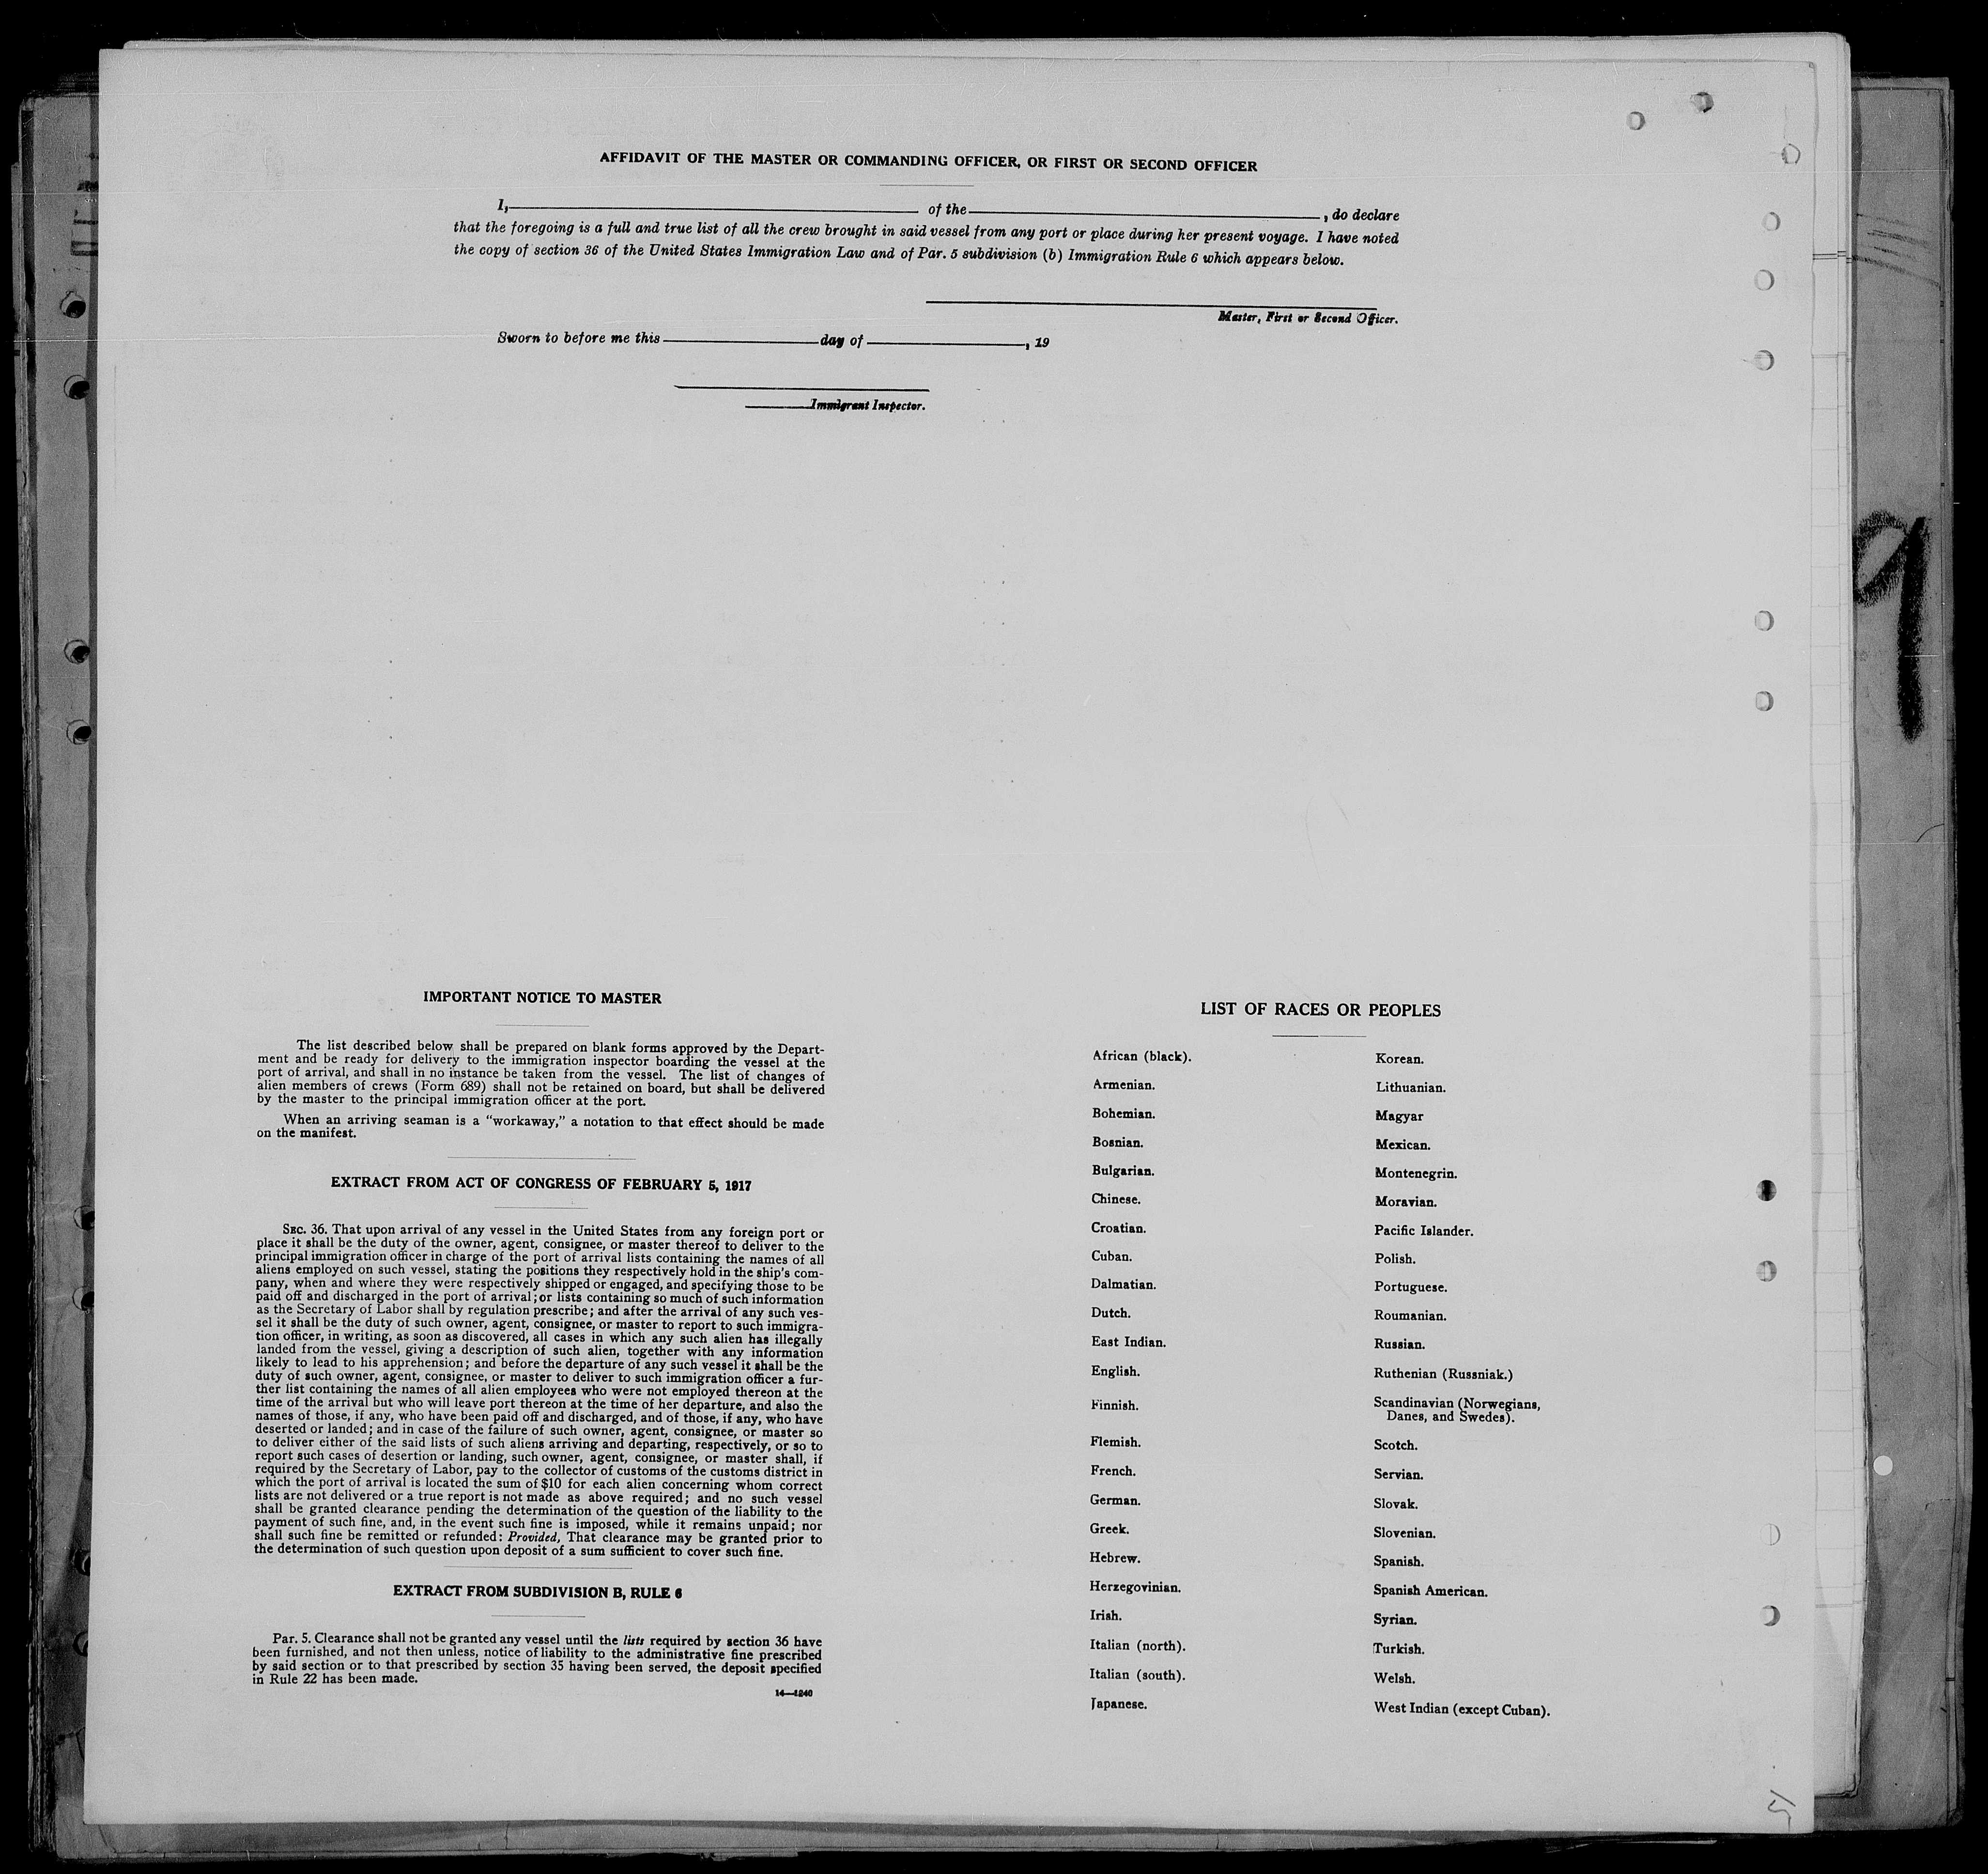 AFFIDAVIT OF THE MASTER OR COMMANDING OFFICER, OR FIRST OR SECOND OFFICER
I, of the , do declare
that the foregoing is a full and true list of all the crew brought in said vessel from any port or place during her present voyage. I have noted
the copy of section 36 of the United States Immigration Law and of Par. 5 subdivision (b) Immigration Rule 6 which appears below.
Master, First or Second Officer.
Sworn to before me this day of , 19
Immigrant Inspector.
9
IMPORTANT NOTICE TO MASTER
The list described below shall be prepared on blank forms approved by the Depart-
ment and be ready for delivery to the immigration inspector boarding the vessel at the
port of arrival, and shall in no instance be taken from the vessel. The list of changes of
alien members of crews (Form 689) shall not be retained on board, but shall be delivered
by the master to the principal immigration officer at the port.
When an arriving seaman is a "workaway," a notation to that effect should be made
on the manifest.
EXTRACT FROM ACT OF CONGRESS OF FEBRUARY 5, 1917
SEC. 36. That upon arrival of any vessel in the United States from any foreign port or
place it shall be the duty of the owner, agent, consignee, or master thereof to deliver to the
principal immigration officer in charge of the port of arrival lists containing the names of all
aliens employed on such vessel, stating the positions they respectively hold in the ship's com-
pany, when and where they were respectively shipped or engaged, and specifying those to be
paid off and discharged in the port of arrival; or lists containing so much of such information
as the Secretary of Labor shall by regulation prescribe; and after the arrival of any such ves-
sel it shall be the duty of such owner, agent, consignee, or master to report to such immigra-
tion officer, in writing, as soon as discovered, all cases in which any such alien has illegally
landed from the vessel, giving a description of such alien, together with any information
likely to lead to his apprehension; and before the departure of any such vessel it shall be the
duty of such owner, agent, consignee, or master to deliver to such immigration officer a fur-
ther list containing the names of all alien employees who were not employed thereon at the
time of the arrival but who will leave port thereon at the time of her departure, and also the
names of those, if any, who have been paid off and discharged, and of those, if any, who have
deserted or landed; and in case of the failure of such owner, agent, consignee, or master so
to deliver either of the said lists of such aliens arriving and departing, respectively, or so to
report such cases of desertion or landing, such owner, agent, consignee, or master shall, if
required by the Secretary of Labor, pay to the collector of customs of the customs district in
which the port of arrival is located the sum of $10 for each alien concerning whom correct
lists are not delivered or a true report is not made as above required; and no such vessel
shall be granted clearance pending the determination of the question of the liability to the
payment of such fine, and, in the event such fine is imposed, while it remains unpaid; nor
shall such fine be remitted or refunded: Provided, That clearance may be granted prior to
the determination of such question upon deposit of a sum sufficient to cover such fine.
EXTRACT FROM SUBDIVISION B, RULE 6
Par. 5. Clearance shall not be granted any vessel until the lists required by section 36 have
been furnished, and not then unless, notice of liability to the administrative fine prescribed
by said section or to that prescribed by section 35 having been served, the deposit specified
in Rule 22 has been made.
14—1240
LIST OF RACES OR PEOPLES
African (black).
Armenian.
Bohemian.
Bosnian.
Bulgarian.
Chinese.
Croatian.
Cuban.
Dalmatian.
Dutch.
East Indian.
English.
Finnish.
Flemish.
French.
German.
Greek.
Hebrew.
Herzegovinian.
Irish.
Italian (north).
Italian (south).
Japanese.
Korean.
Lithuanian.
Magyar
Mexican.
Montenegrin.
Moravian.
Pacific Islander.
Polish.
Portuguese.
Roumanian.
Russian.
Ruthenian (Russniak.)
Scandinavian (Norwegians,
Danes, and Swedes).
Scotch.
Servian.
Slovak.
Slovenian.
Spanish.
Spanish American.
Syrian.
Turkish.
Welsh.
West Indian (except Cuban).